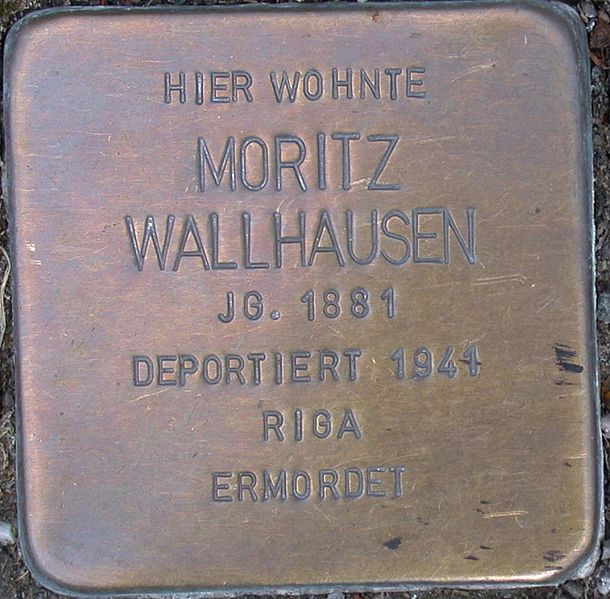 HIER WOHNTE
MORITZ
WALLHAUSEN
JG. 1881
DEPORTIERT 1941
RIGA
ERMORDET